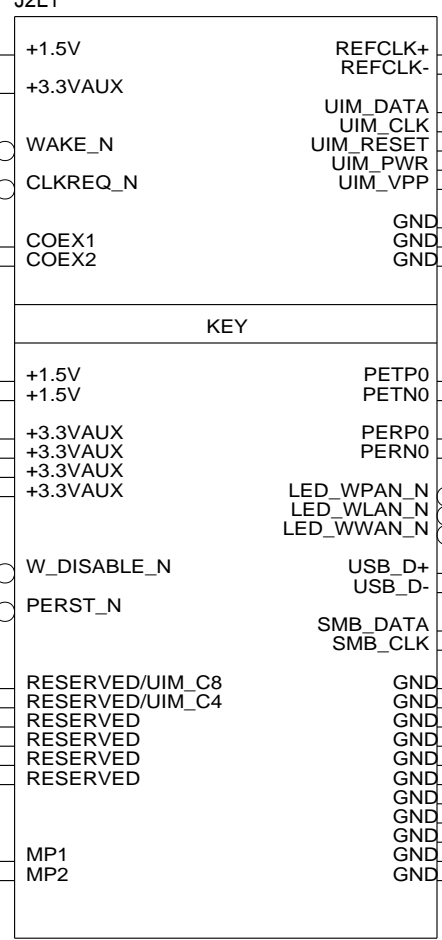 J2E1
+1.5V REFCLK+
REFCLK-
+3.3VAUX
UIM_DATA
UIM_CLK
WAKE_N UIM_RESET
UIM_PWR
CLKREQ_N UIM_VPP
GND
COEX1 GND
COEX2 GND
KEY
+1.5V PETP0
+1.5V PETN0
+3.3VAUX PERP0
+3.3VAUX PERN0
+3.3VAUX
+3.3VAUX LED_WPAN_N
LED_WLAN_N
LED_WWAN_N
W_DISABLE_N USB_D+
USB_D-
PERST_N
SMB_DATA
SMB_CLK
RESERVED/UIM_C8 GND
RESERVED/UIM_C4 GND
RESERVED GND
RESERVED GND
RESERVED GND
RESERVED GND
GND
GND
GND
MP1 GND
MP2 GND